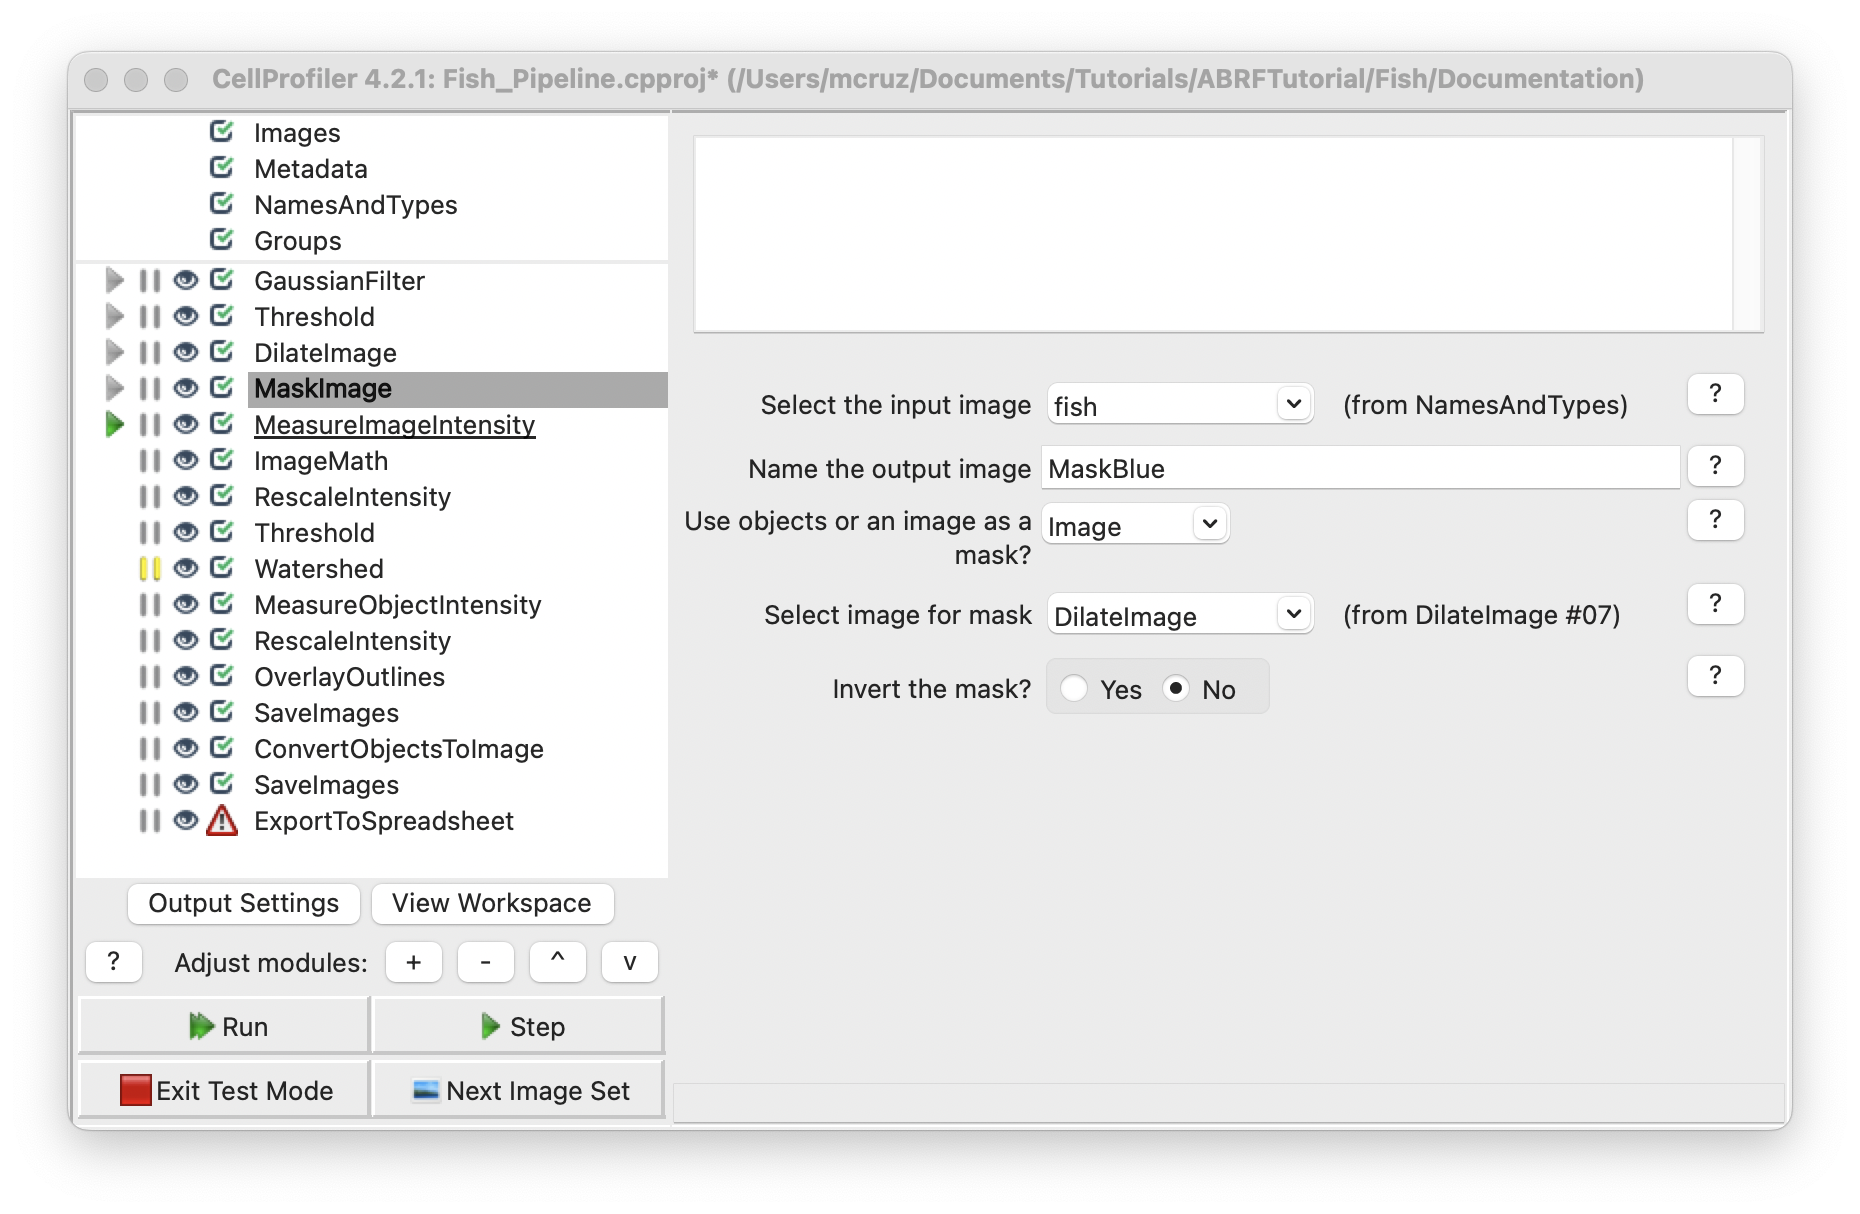 CellProfiler 4.2.1: Fish_Pipeline.cpproj* (/Users/mcruz/Documents/Tutorials/ABRFTutorial/Fish/Documentation)
Images
Metadata
NamesAndTypes
Groups
GaussianFilter
Threshold
DilateImage
MaskImage
MeasureImageIntensity
ImageMath
RescaleIntensity
Threshold
Watershed
MeasureObjectIntensity
RescaleIntensity
OverlayOutlines
SaveImages
ConvertObjectsToImage
SaveImages
ExportToSpreadsheet
Output Settings View Workspace
? Adjust modules: + - ^ v
Run Step
Exit Test Mode Next Image Set
Select the input image fish (from NamesAndTypes) ?
Name the output image MaskBlue ?
Use objects or an image as a Image ?
mask?
Select image for mask DilateImage (from DilateImage #07) ?
Invert the mask? Yes No ?